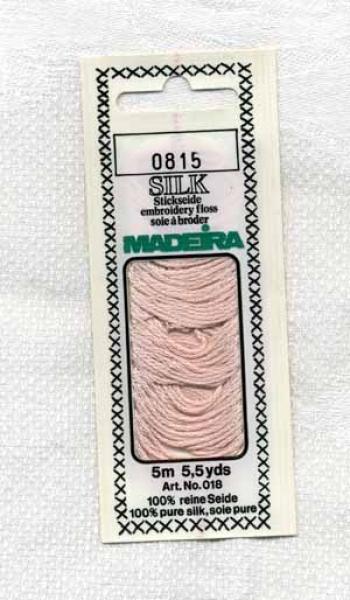 0815
SILK
Stickseide
embroidery floss
soie à broder
MADEIRA
5m 5,5yds
Art. No. 018
100% reine Seide
100% pure silk, soie pure